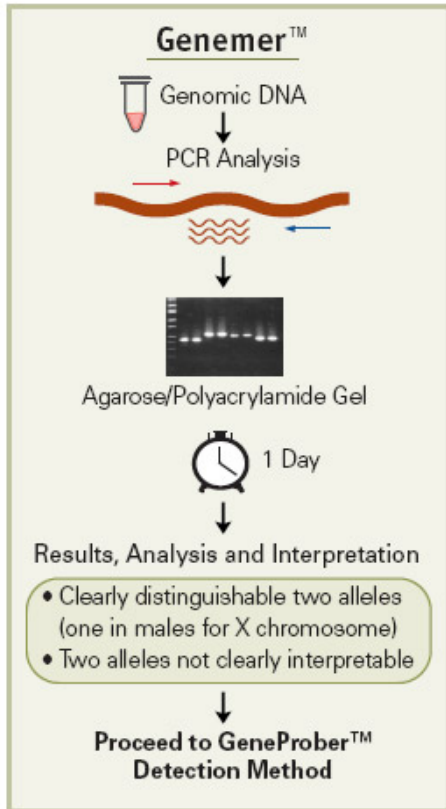 Genemer™
Genomic DNA
PCR Analysis
Agarose/Polyacrylamide Gel
1 Day
Results, Analysis and Interpretation
• Clearly distinguishable two alleles
(one in males for X chromosome)
• Two alleles not clearly interpretable
Proceed to GeneProber™
Detection Method